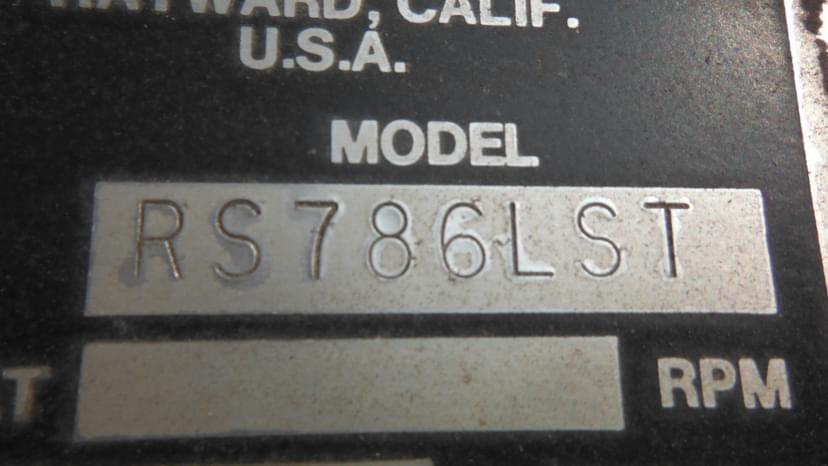 HAYWARD, CALIF.
U.S.A.
MODEL
RS786LST
RPM